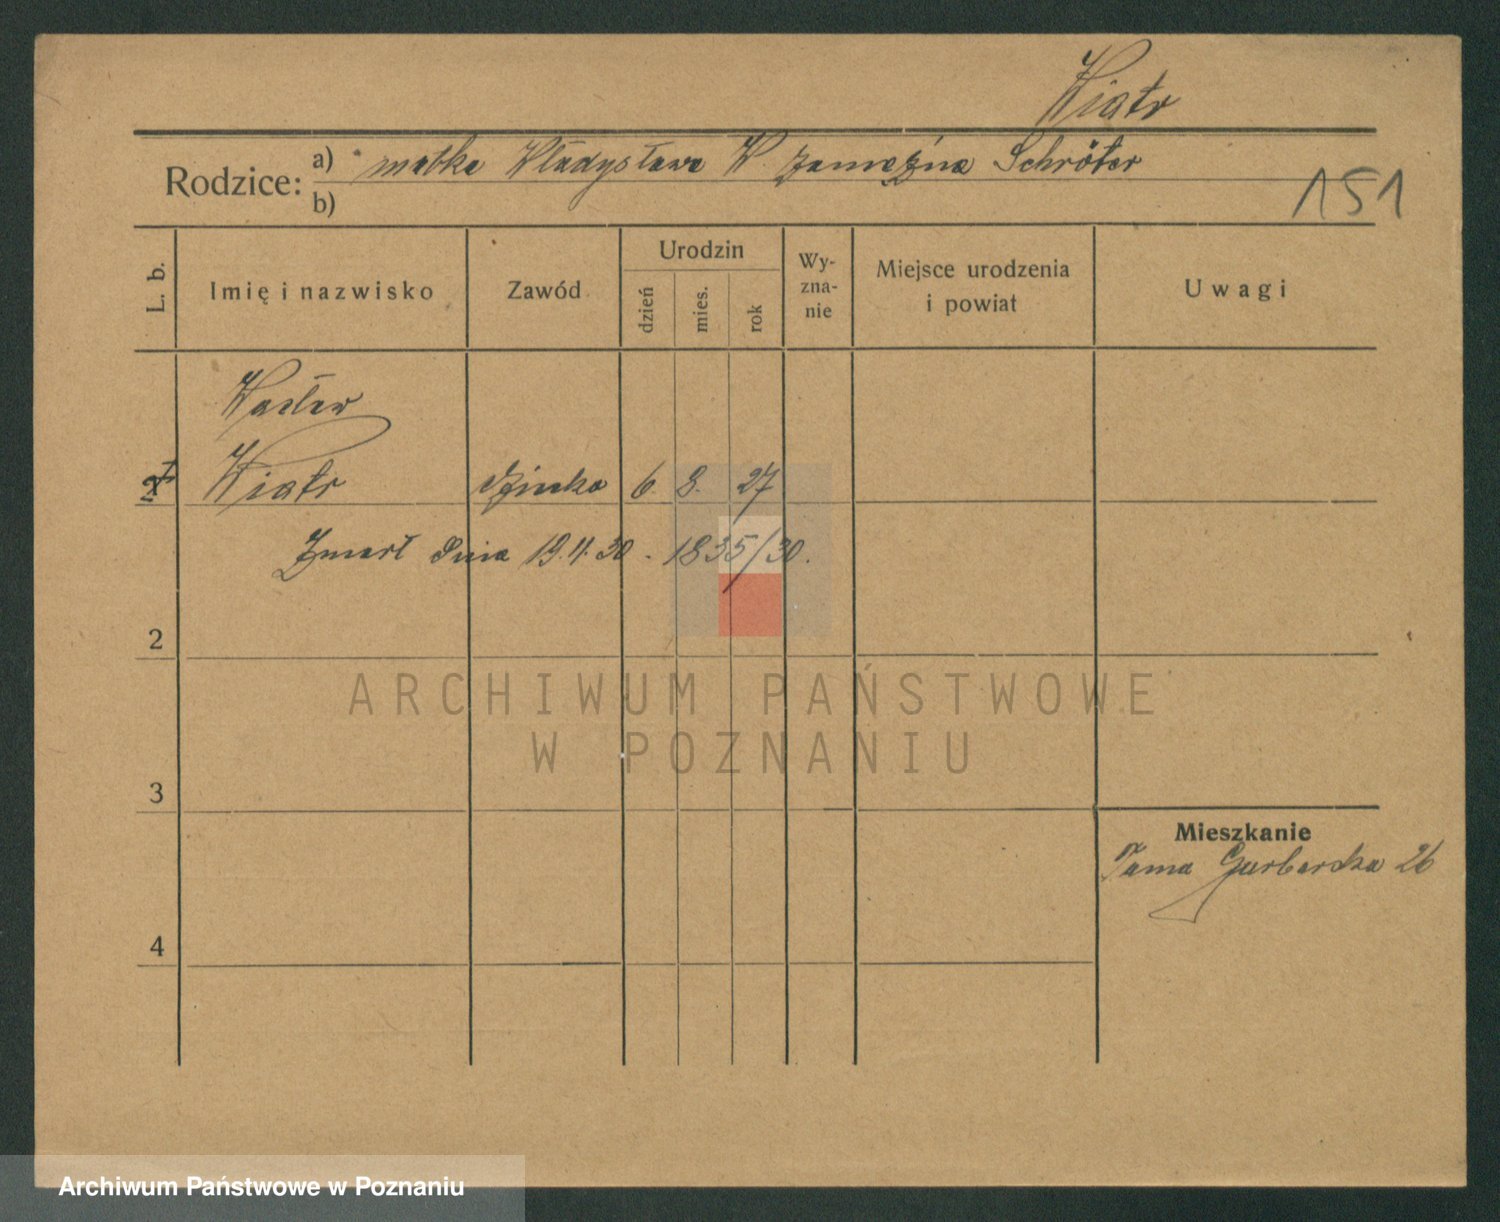 Wiatr
Rodzice: a) matka Władysława W. zamężna Schröter
b)
151
L. b.
Imię i nazwisko
Zawód
Urodzin
dzień
mies.
rok
Wy-
zna-
nie
Miejsce urodzenia
i powiat
Uwagi
Wacław
Wiatr dziecko 6. 8. 27
Zmarł dnia 19.4.30 - 1835/30.
2
3
4
Mieszkanie
Tama Garbarska 26
ARCHIWUM PAŃSTWOWE
W POZNANIU
Archiwum Państwowe w Poznaniu